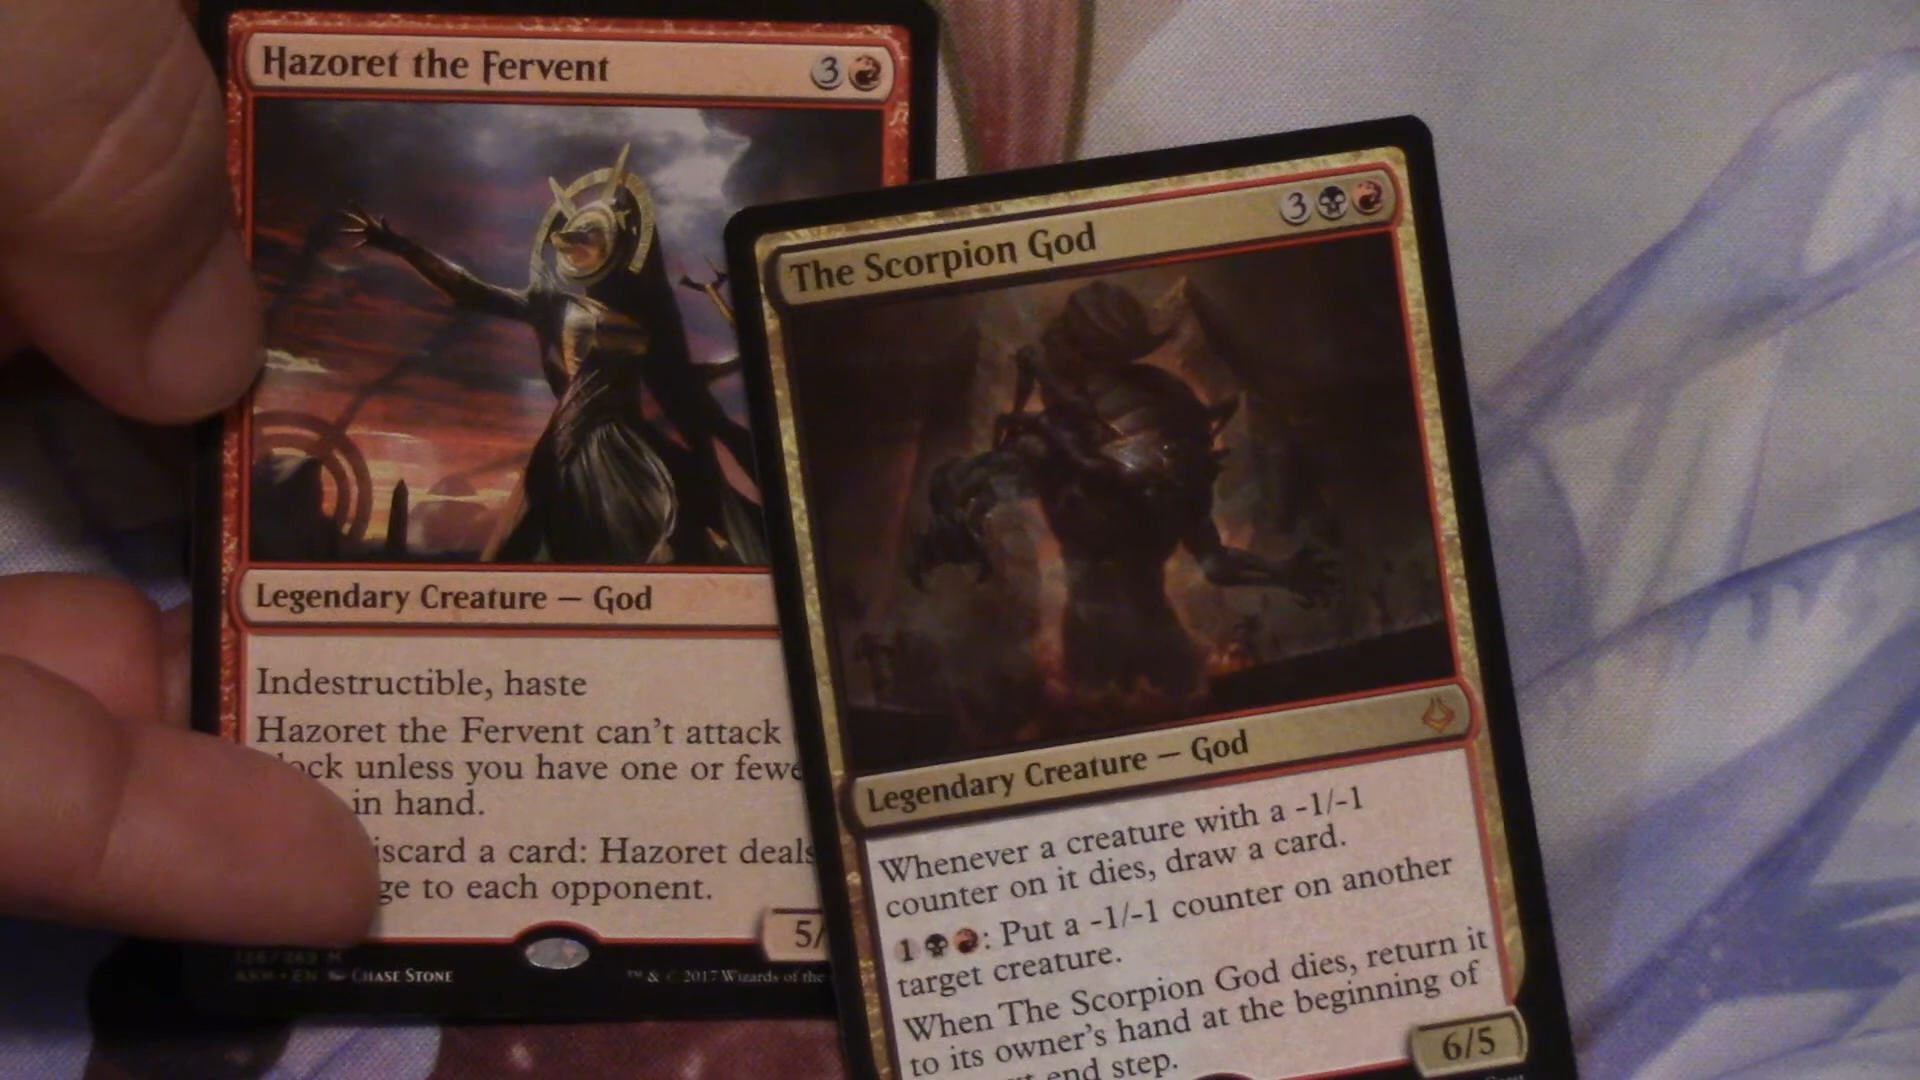 Hazoret the Fervent 3
Legendary Creature — God
Indestructible, haste
Hazoret the Fervent can't attack
unless you have one or
in hand.
a card: Hazoret deals
to each opponent.
5/
CHASE STONE
™ & © 2017 Wizards of the
The Scorpion God 3
Legendary Creature — God
Whenever a creature with a -1/-1
counter on it dies, draw a card.
1 : Put a -1/-1 counter on another
target creature.
When The Scorpion God dies, return it
to its owner's hand at the beginning of
end step.
6/5